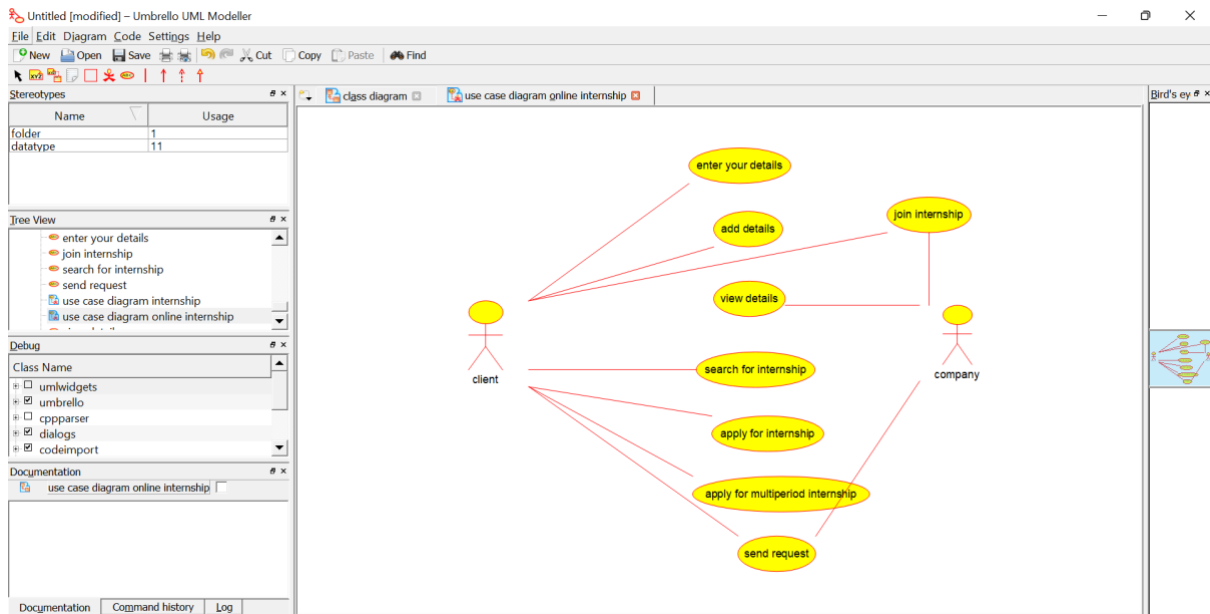 Untitled [modified] – Umbrello UML Modeller
File Edit Diagram Code Settings Help
New Open Save Cut Copy Paste Find
Stereotypes
Name Usage
folder 1
datatype 11
Tree View
enter your details
join internship
search for internship
send request
use case diagram internship
use case diagram online internship
Debug
Class Name
umlwidgets
umbrello
cppparser
dialogs
codeimport
Documentation
use case diagram online internship
Documentation Command history Log
class diagram use case diagram online internship
enter your details
join internship
add details
view details
client
company
search for internship
apply for internship
apply for multiperiod internship
send request
Bird's ey